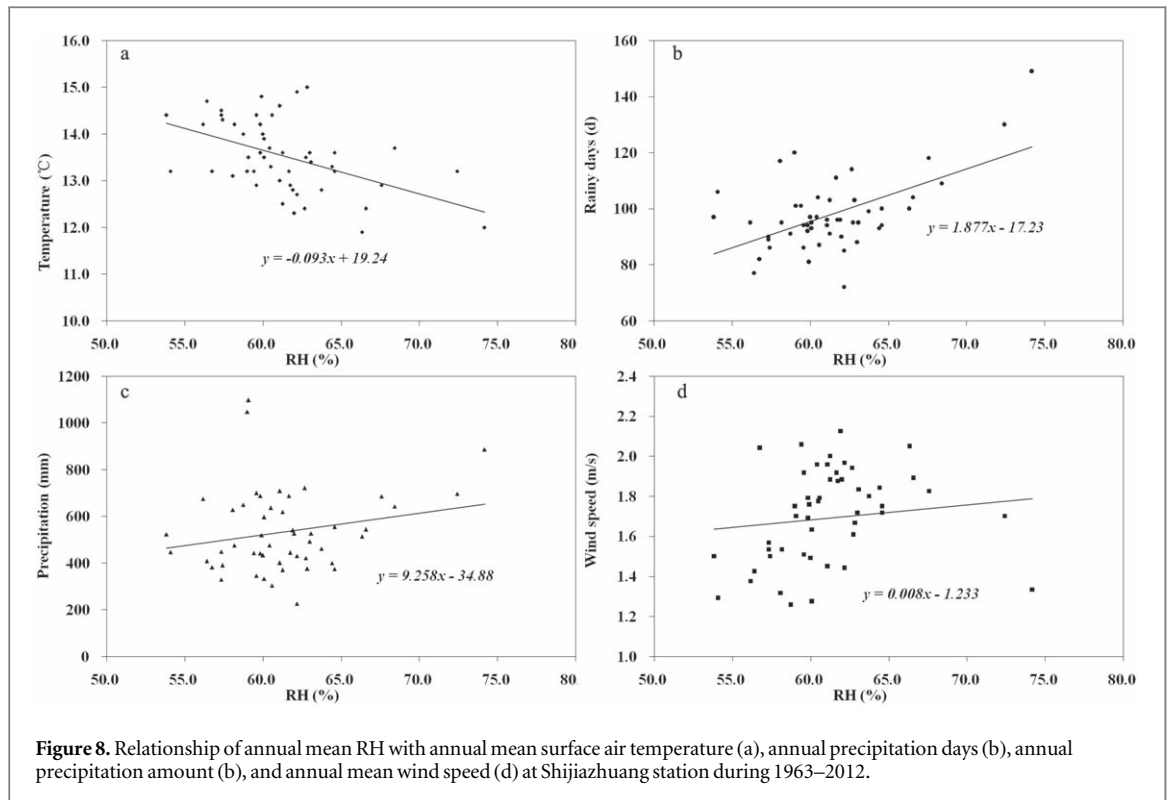 a
16.0
15.0
14.0
13.0
12.0
11.0
10.0
Temperature (℃)
y = -0.093x + 19.24
50.0 55.0 60.0 65.0 70.0 75.0 80
RH (%)
b
160
140
120
100
80
60
Rainy days (d)
y = 1.877x - 17.23
50.0 55.0 60.0 65.0 70.0 75.0 80.0
RH (%)
c
1200
1000
800
600
400
200
0
Precipitation (mm)
y = 9.258x - 34.88
50.0 55.0 60.0 65.0 70.0 75.0 80
RH (%)
d
2.4
2.2
2.0
1.8
1.6
1.4
1.2
1.0
Wind speed (m/s)
y = 0.008x - 1.233
50.0 55.0 60.0 65.0 70.0 75.0 80.0
RH (%)
Figure 8. Relationship of annual mean RH with annual mean surface air temperature (a), annual precipitation days (b), annual
precipitation amount (b), and annual mean wind speed (d) at Shijiazhuang station during 1963–2012.